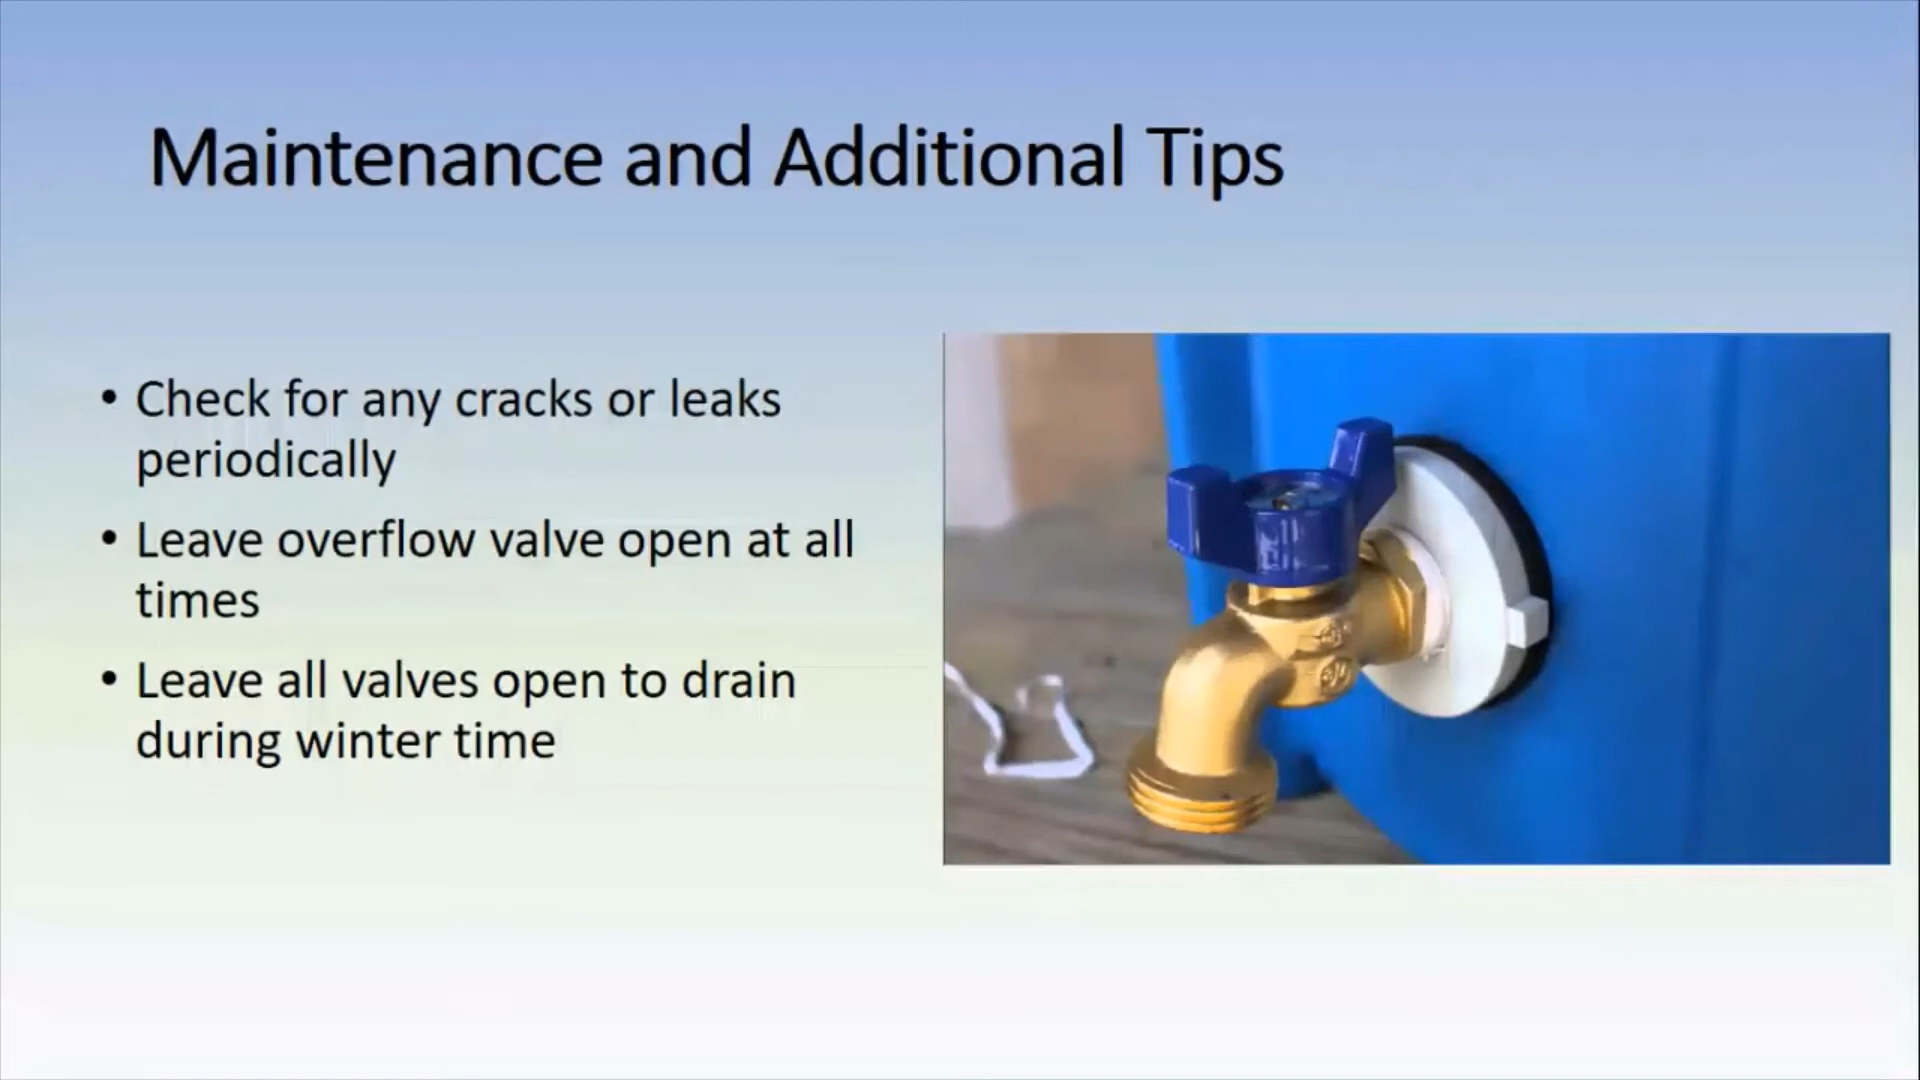 Maintenance and Additional Tips
• Check for any cracks or leaks
periodically
• Leave overflow valve open at all
times
• Leave all valves open to drain
during winter time